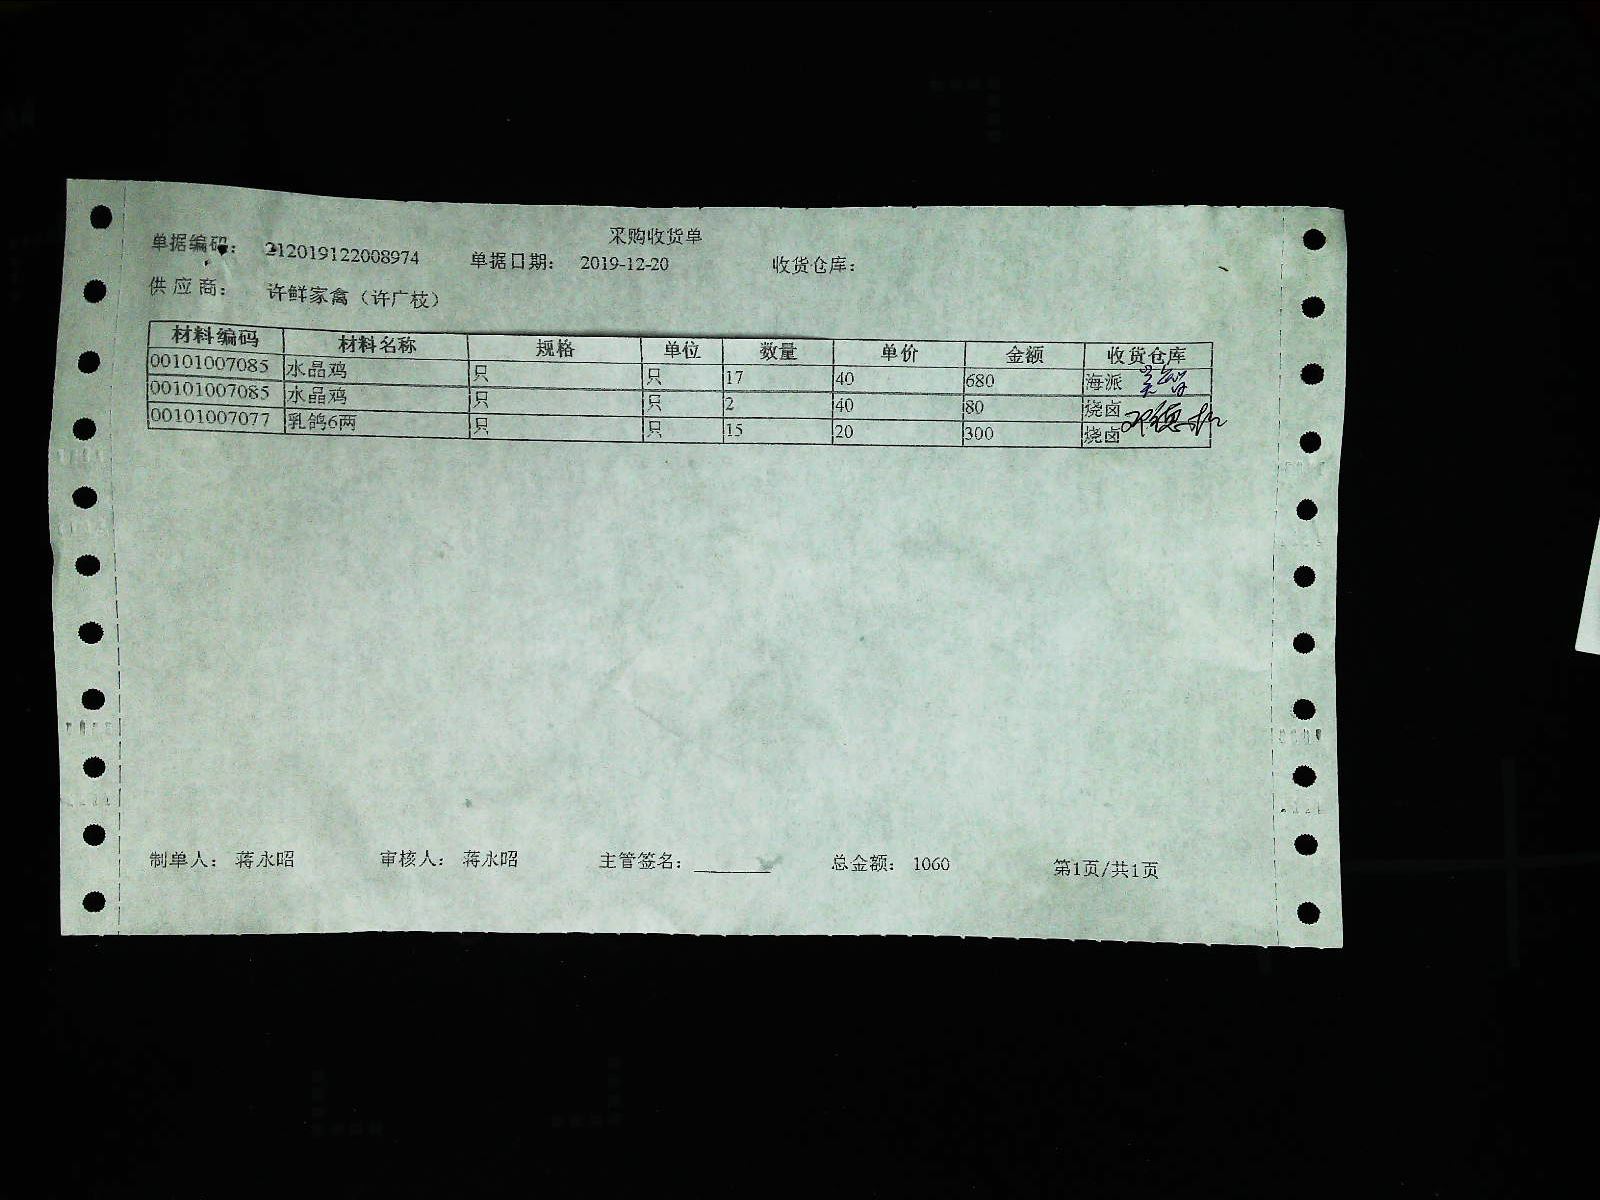 采购收货单
单据编码： 212019122008974 单据日期： 2019-12-20 收货仓库：
供应商： 许鲜家禽（许广枝）
材料编码 材料名称 规格 单位 数量 单价 金额 收货仓库
00101007085 水晶鸡 只 只 17 40 680 海派
00101007085 水晶鸡 只 只 2 40 80 烧卤
00101007077 乳鸽6两 只 只 15 20 300 烧卤
制单人： 蒋永昭 审核人： 蒋永昭 主管签名： 总金额： 1060 第1页/共1页